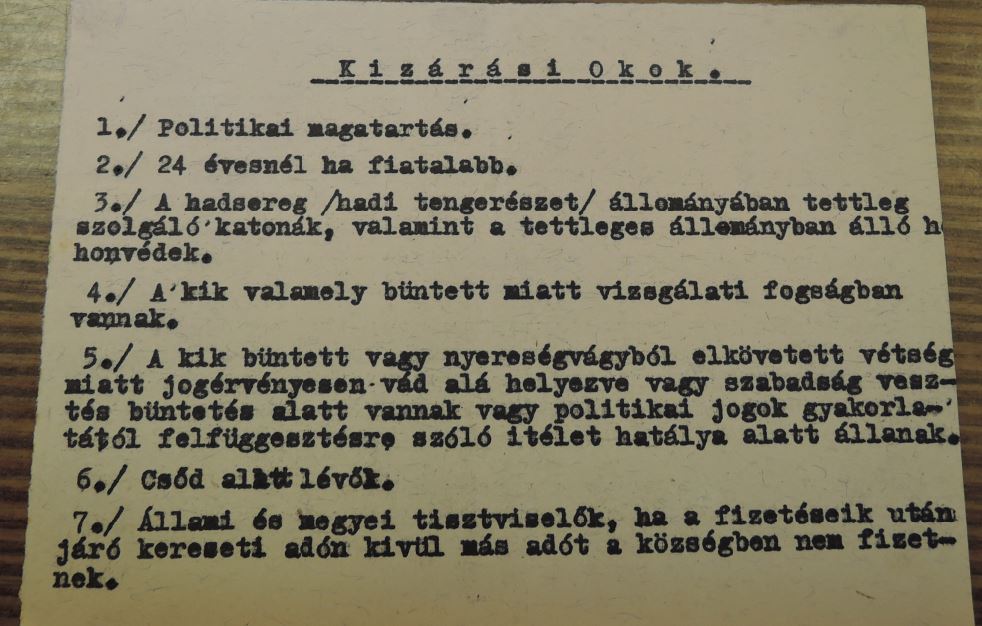 Kizárási Okok.
1./ Politikai magatartás.
2./ 24 évesnél ha fiatalabb.
3./ A hadsereg /hadi tengerészet/ állományában tettleg
szolgáló katonák, valamint a tettleges állományban álló h
honvédek.
4./ A kik valamely büntett miatt vizsgálati fogságban
vannak.
5./ A kik büntett vagy nyereségvágyból elkövetett vétség
miatt jogérvényesen vád alá helyezve vagy szabadság vesz-
tés büntetés alatt vannak vagy politikai jogok gyakorla-
tától felfüggesztésre szóló itélet hatálya alatt állanak.
6./ Csőd alatt lévők.
7./ Állami és megyei tisztviselők, ha a fizetéseik után
járó kereseti adón kivül más adót a községben nem fizet-
nek.